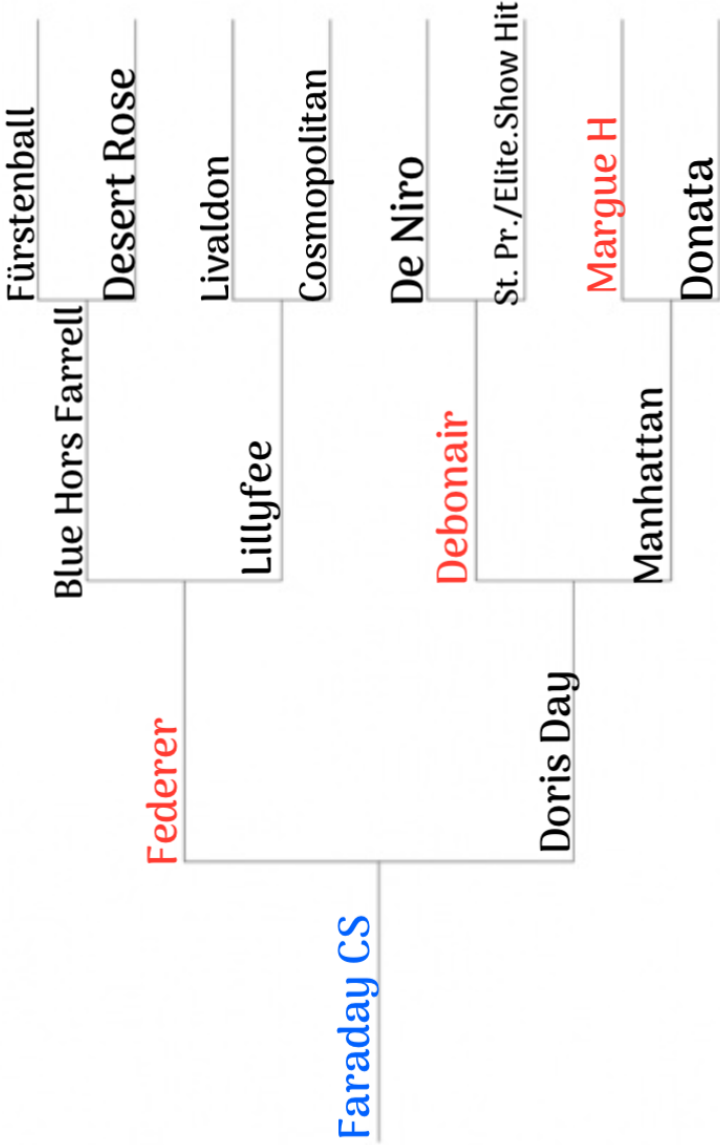 Fürstenball
Blue Hors Farrell
Desert Rose
Federer
Livaldon
Lillyfee
Cosmopolitan
Faraday CS
De Niro
Debonair
St. Pr./Elite.Show Hit
Doris Day
Margue H
Manhattan
Donata